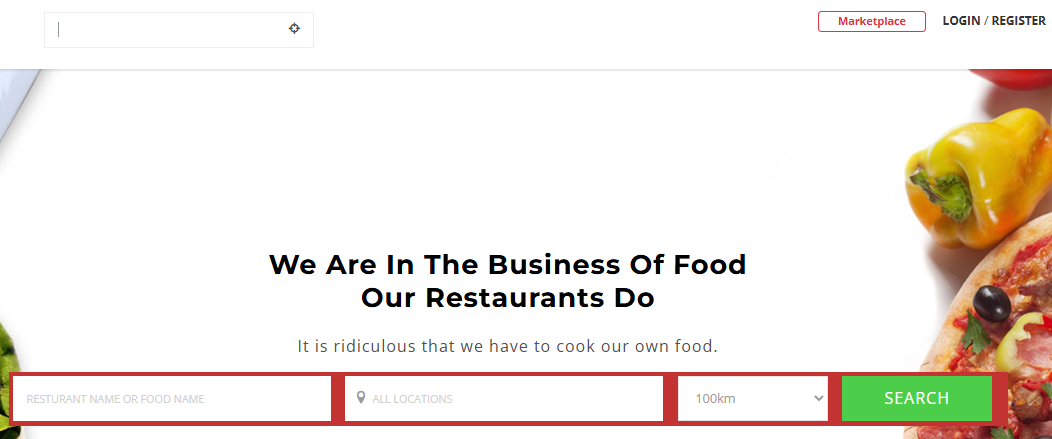 Marketplace LOGIN / REGISTER
We Are In The Business Of Food
Our Restaurants Do
It is ridiculous that we have to cook our own food.
RESTURANT NAME OR FOOD NAME ALL LOCATIONS 100km SEARCH